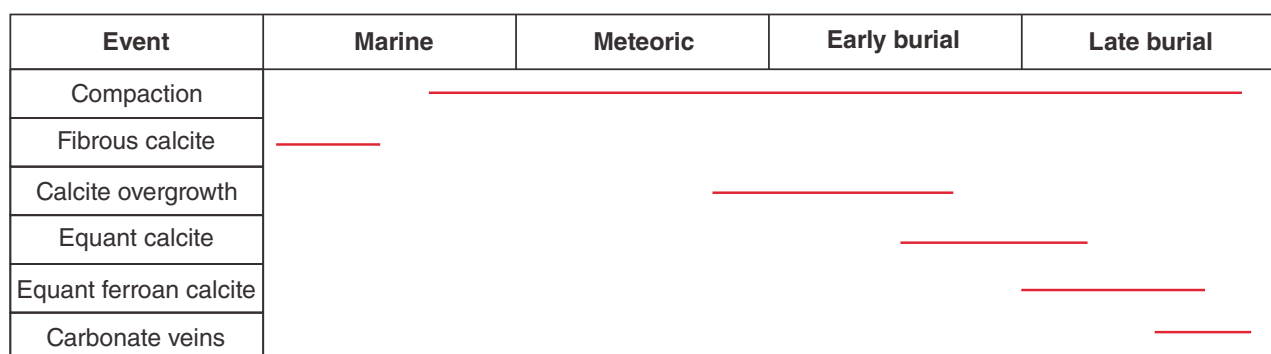 Event Marine Meteoric Early burial Late burial
Compaction
Fibrous calcite
Calcite overgrowth
Equant calcite
Equant ferroan calcite
Carbonate veins